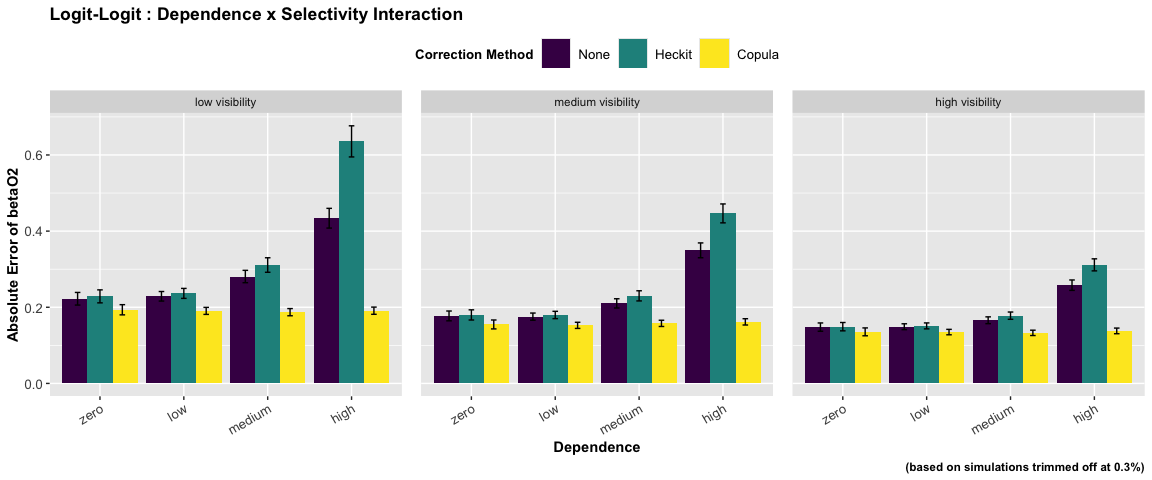 Logit-Logit : Dependence x Selectivity Interaction
Correction Method None Heckit Copula
low visibility medium visibility high visibility
Absolute Error of betaO2
0.6
0.4
0.2
0.0
zero low medium high zero low medium high zero low medium high
Dependence
(based on simulations trimmed off at 0.3%)